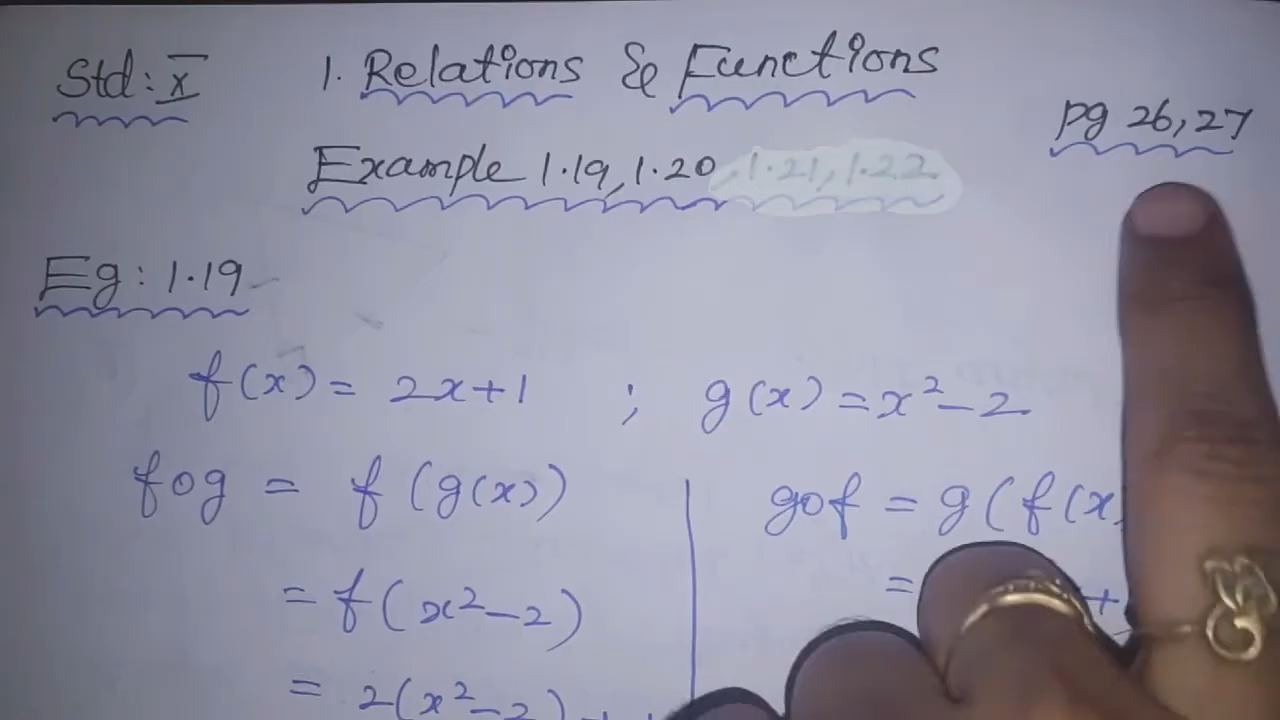 Std: X 1. Relations & Functions
pg 26, 27
Example 1.19, 1.20, 1.21, 1.22
Eg: 1.19
f(x) = 2x+1 ; g(x) = x²-2
fog = f(g(x))
= f(x²-2)
= 2(x²-2)+
gof = g(f(x
= +